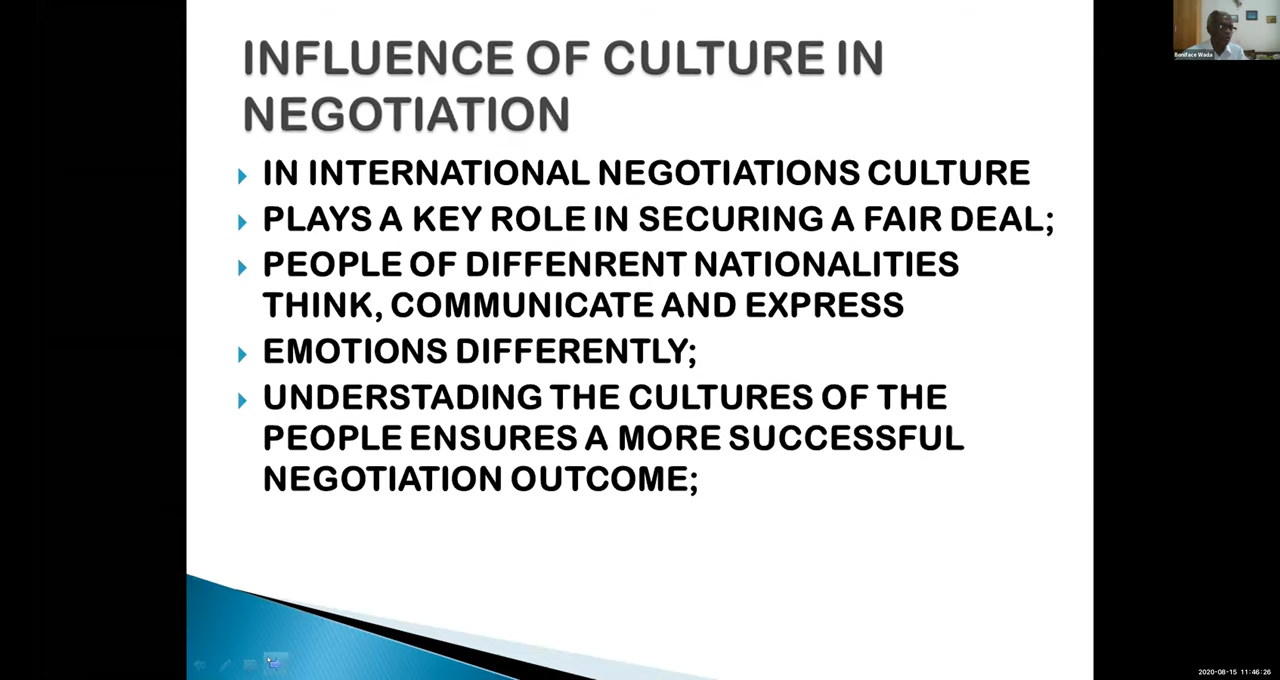 INFLUENCE OF CULTURE IN
NEGOTIATION
IN INTERNATIONAL NEGOTIATIONS CULTURE
PLAYS A KEY ROLE IN SECURING A FAIR DEAL;
PEOPLE OF DIFFENRENT NATIONALITIES
THINK, COMMUNICATE AND EXPRESS
EMOTIONS DIFFERENTLY;
UNDERSTADING THE CULTURES OF THE
PEOPLE ENSURES A MORE SUCCESSFUL
NEGOTIATION OUTCOME;
Boniface Wada
2020-08-15 11:46:26